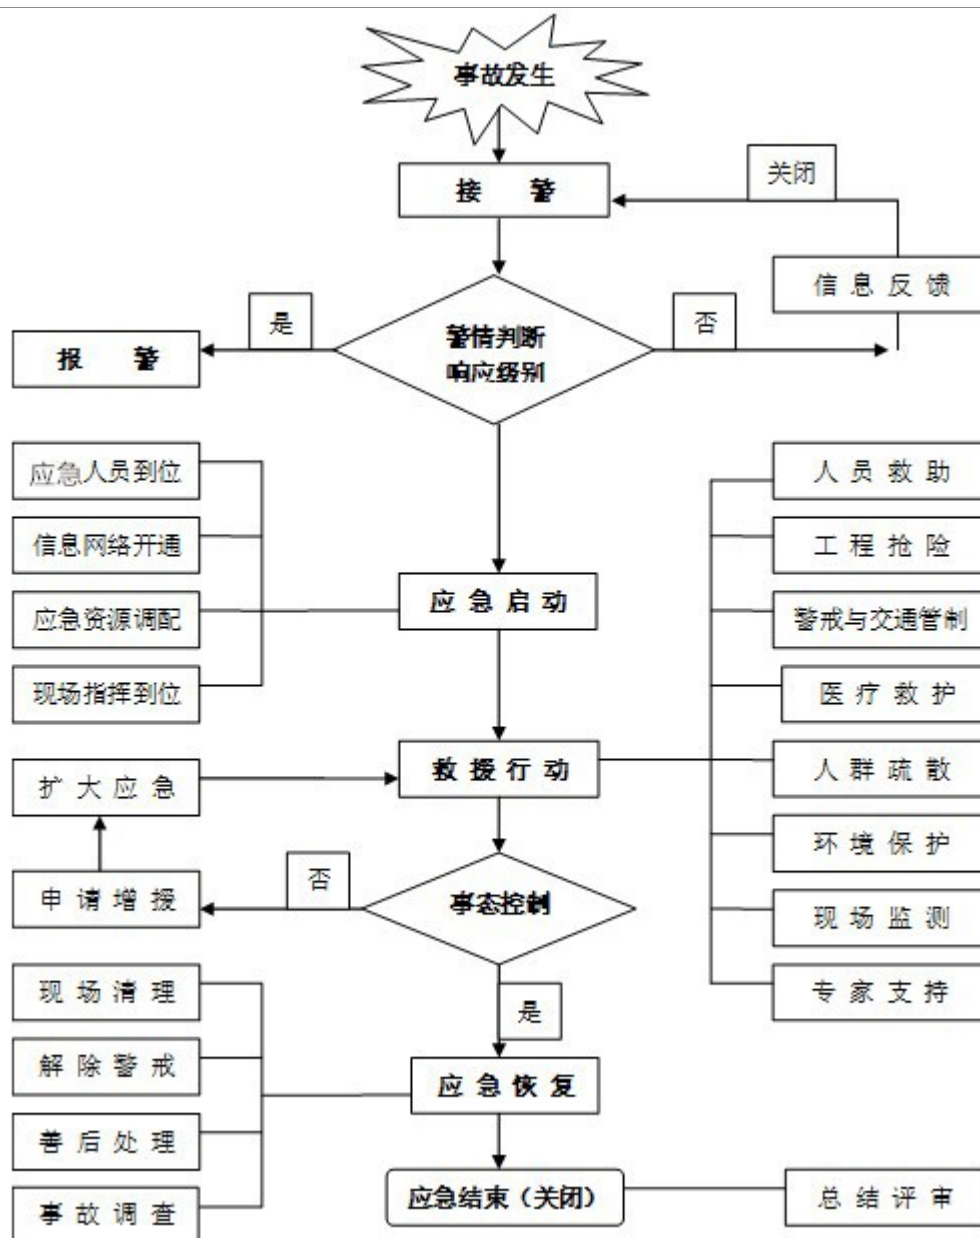 事故发生
接 警
关闭
信息反馈
是
警情判断
响应级别
否
报 警
应急人员到位
信息网络开通
应急资源调配
现场指挥到位
应急启动
人员救助
工程抢险
警戒与交通管制
医疗救护
人群疏散
环境保护
现场监测
专家支持
扩大应急
救援行动
申请增援
否
事态控制
是
现场清理
解除警戒
善后处理
事故调查
应急恢复
应急结束（关闭）
总结评审